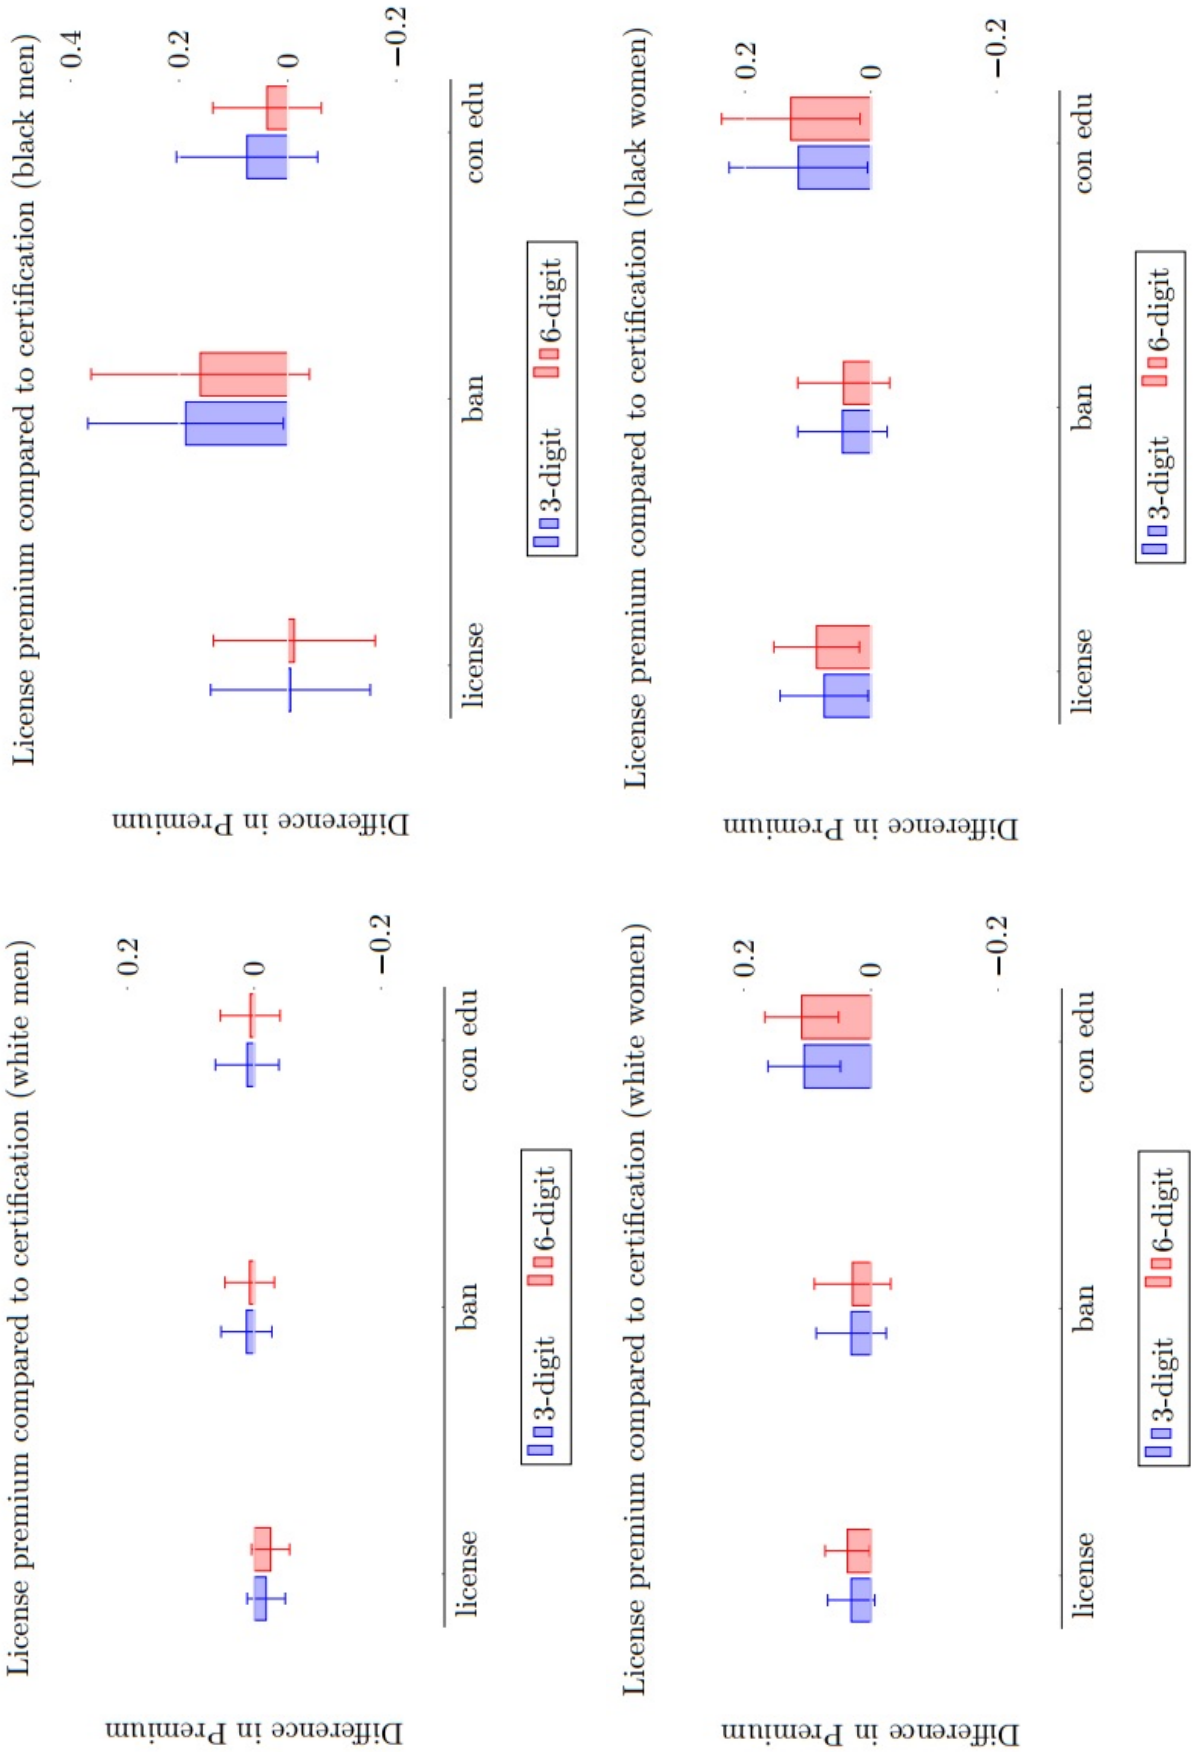 License premium compared to certification (white men)
Difference in Premium
0.2
0
−0.2
license
ban
con edu
3-digit
6-digit
License premium compared to certification (black men)
Difference in Premium
0.4
0.2
0
−0.2
license
ban
con edu
3-digit
6-digit
License premium compared to certification (white women)
Difference in Premium
0.2
0
−0.2
license
ban
con edu
3-digit
6-digit
License premium compared to certification (black women)
Difference in Premium
0.2
0
−0.2
license
ban
con edu
3-digit
6-digit